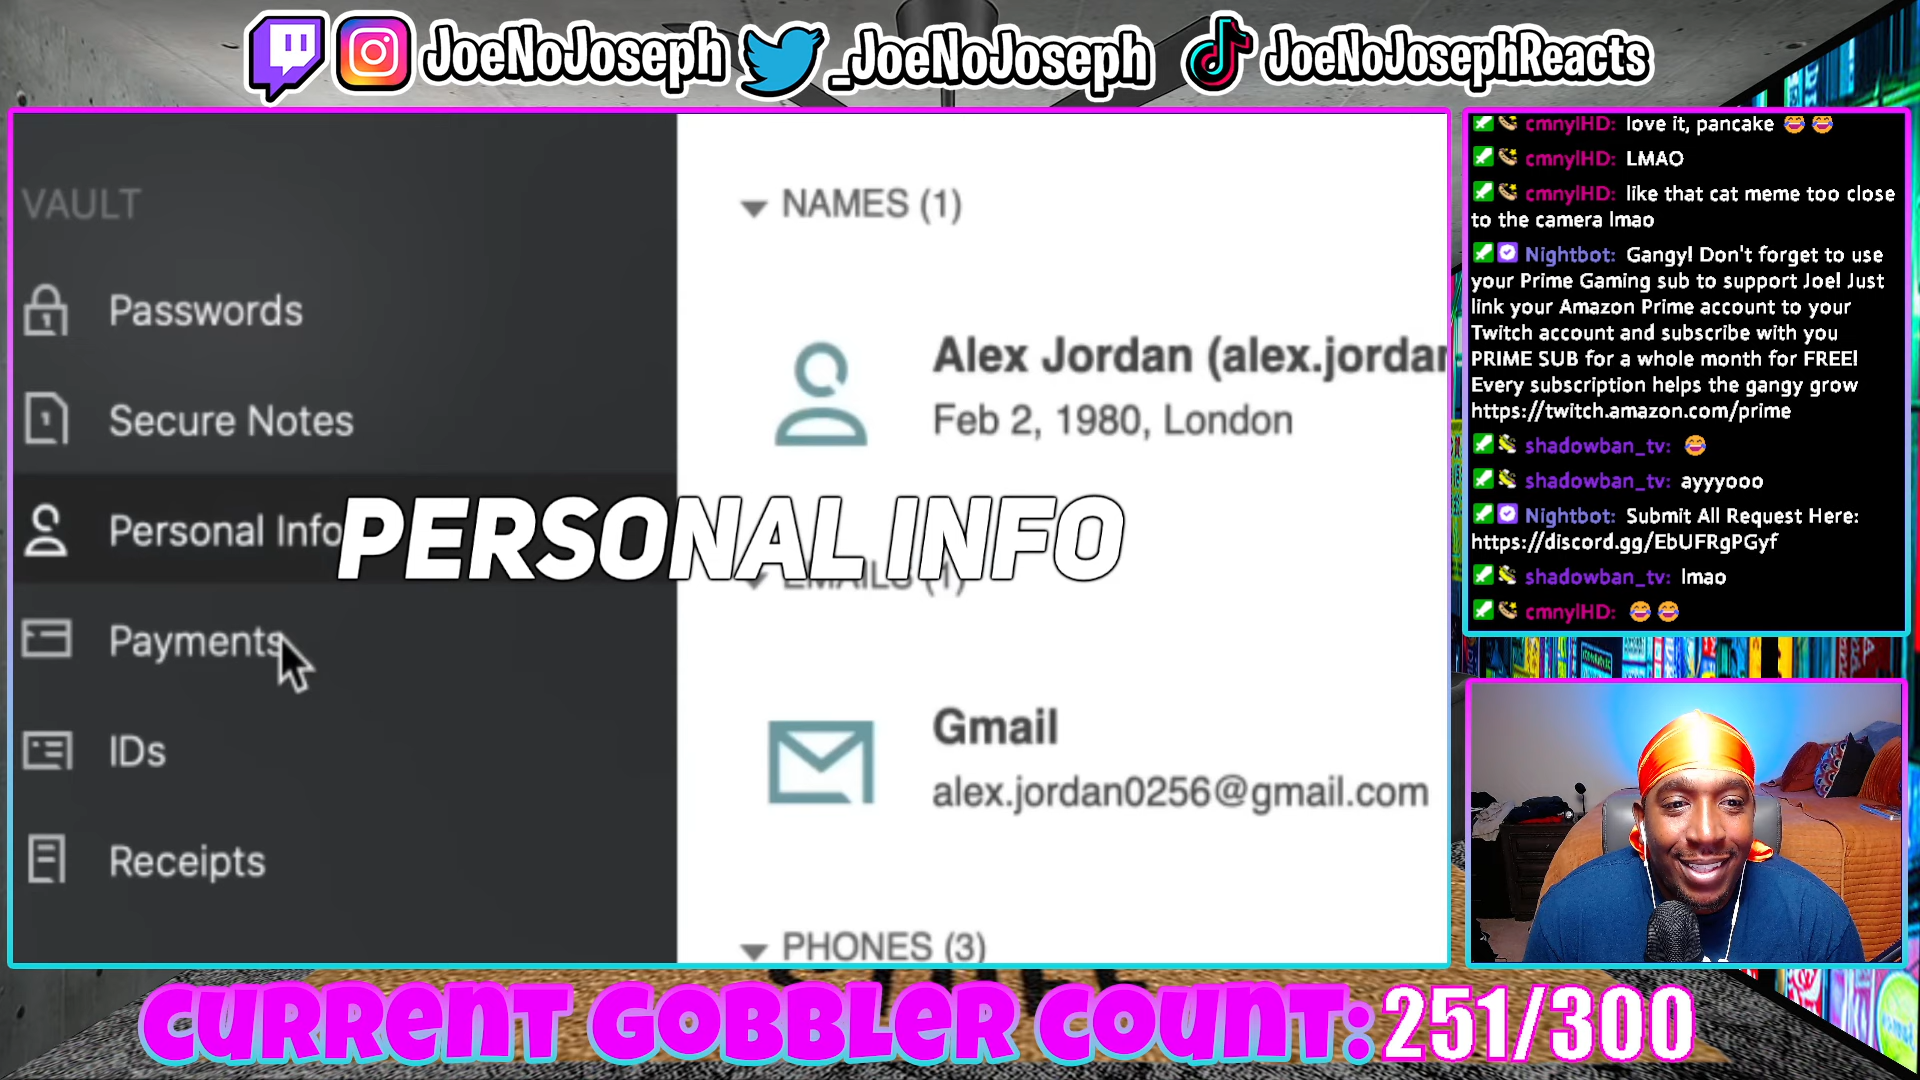 JoeNoJoseph _JoeNoJoseph JoeNoJosephReacts
VAULT
Passwords
Secure Notes
Personal Info
Payments
IDs
Receipts
NAMES (1)
Alex Jordan (alex.jordan
Feb 2, 1980, London
PERSONAL INFO
EMAILS (1)
Gmail
alex.jordan0256@gmail.com
PHONES (3)
cmnylHD: love it, pancake 😂 😂
cmnylHD: LMAO
cmnylHD: like that cat meme too close
to the camera lmao
Nightbot: Gangy! Don't forget to use
your Prime Gaming sub to support Joe! Just
link your Amazon Prime account to your
Twitch account and subscribe with you
PRIME SUB for a whole month for FREE!
Every subscription helps the gangy grow
https://twitch.amazon.com/prime
shadowban_tv: 😂
shadowban_tv: ayyyooo
Nightbot: Submit All Request Here:
https://discord.gg/EbUFRgPGyf
shadowban_tv: lmao
cmnylHD: 😂 😂
CURRENT GOBBLER COUNT: 251/300